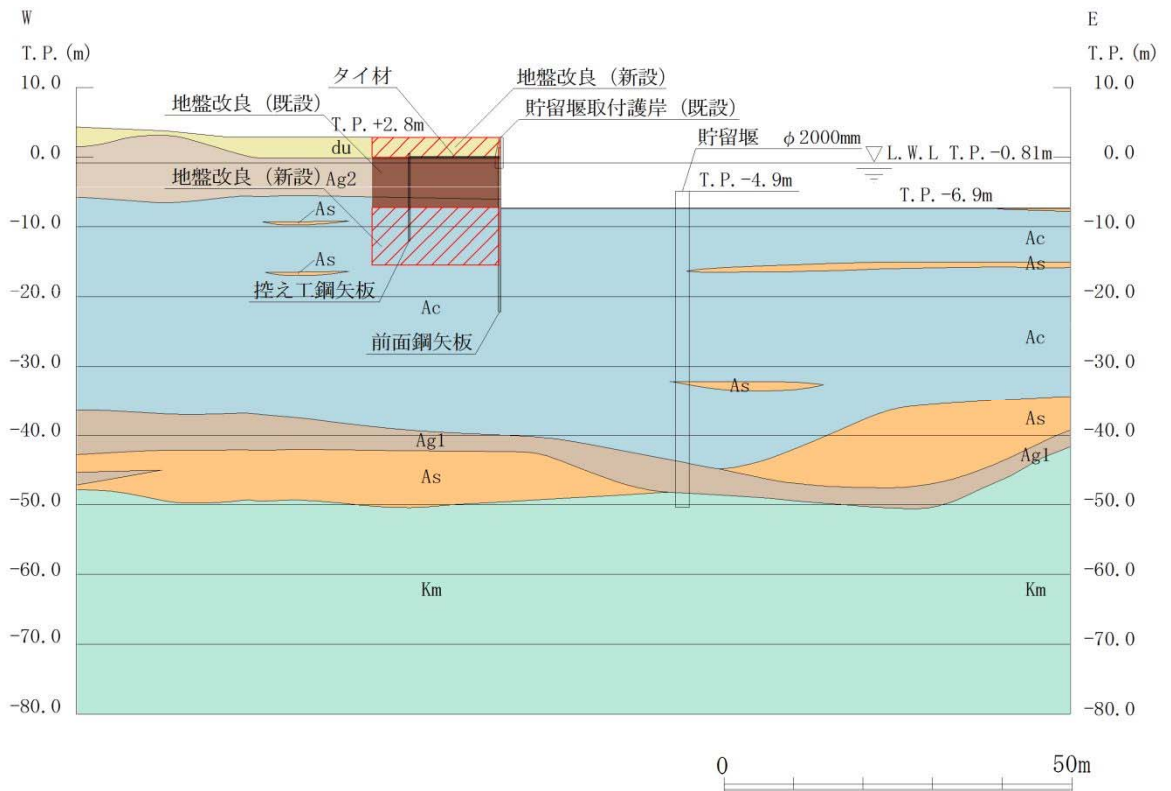 W
E
T.P.(m)
T.P.(m)
タイ材
地盤改良（新設）
10.0
10.0
地盤改良（既設）
貯留堰取付護岸（既設）
T.P.+2.8m
貯留堰 φ2000mm
du
0.0
L.W.L T.P.-0.81m
0.0
地盤改良（新設）
Ag2
T.P.-4.9m
T.P.-6.9m
As
-10.0
-10.0
Ac
As
As
控え工鋼矢板
-20.0
Ac
-20.0
前面鋼矢板
Ac
-30.0
-30.0
As
As
-40.0
Ag1
-40.0
Ag1
As
-50.0
-50.0
-60.0
Km
Km
-60.0
-70.0
-70.0
-80.0
-80.0
0
50m